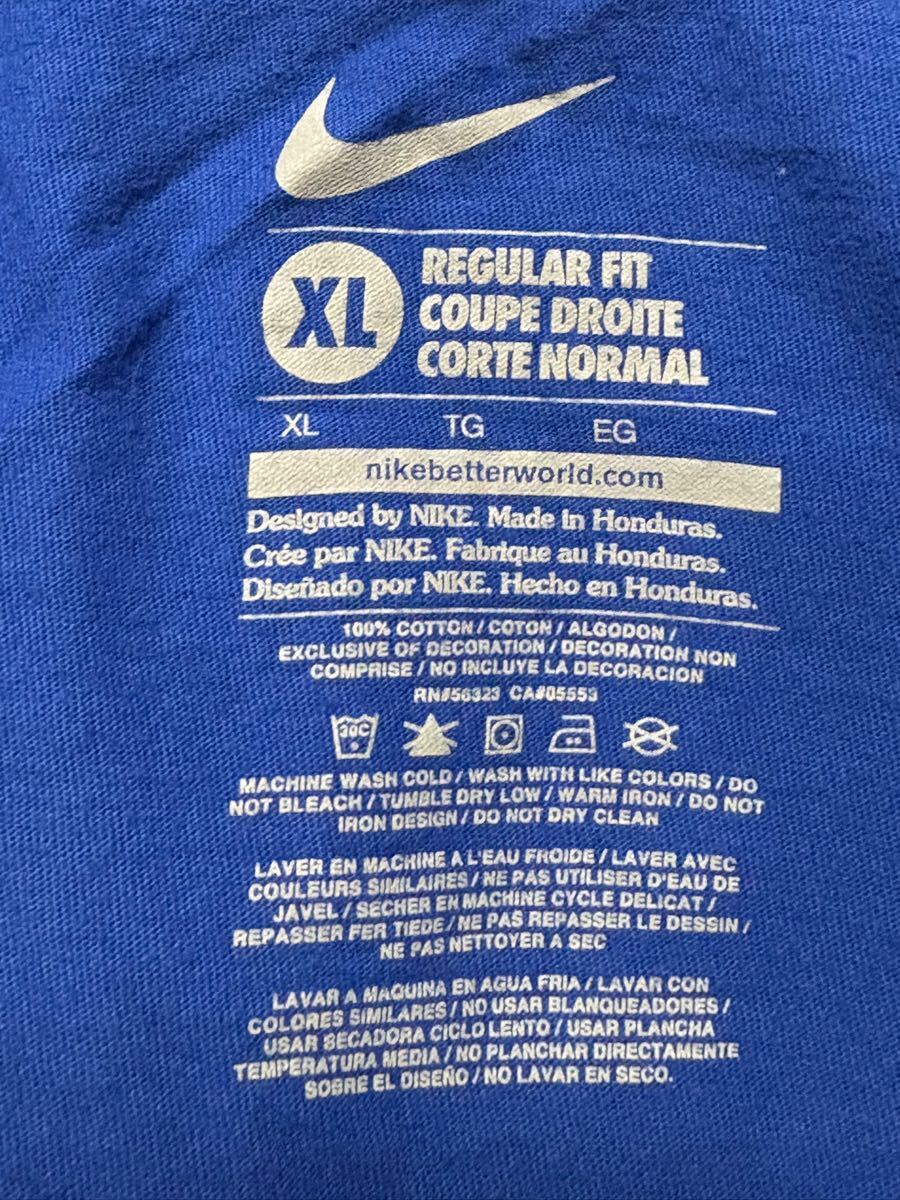 XL
REGULAR FIT
COUPE DROITE
CORTE NORMAL
XL TG EG
nikebetterworld.com
Designed by NIKE. Made in Honduras.
Crée par NIKE. Fabrique au Honduras.
Diseñado por NIKE. Hecho en Honduras.
100% COTTON / COTON / ALGODON /
EXCLUSIVE OF DECORATION / DECORATION NON
COMPRISE / NO INCLUYE LA DECORACION
RN#56323 CA#05553
30C
MACHINE WASH COLD / WASH WITH LIKE COLORS / DO
NOT BLEACH / TUMBLE DRY LOW / WARM IRON / DO NOT
IRON DESIGN / DO NOT DRY CLEAN
LAVER EN MACHINE A L'EAU FROIDE / LAVER AVEC
COULEURS SIMILAIRES / NE PAS UTILISER D'EAU DE
JAVEL / SECHER EN MACHINE CYCLE DELICAT /
REPASSER FER TIEDE / NE PAS REPASSER LE DESSIN /
NE PAS NETTOYER A SEC
LAVAR A MAQUINA EN AGUA FRIA / LAVAR CON
COLORES SIMILARES / NO USAR BLANQUEADORES /
USAR SECADORA CICLO LENTO / USAR PLANCHA
TEMPERATURA MEDIA / NO PLANCHAR DIRECTAMENTE
SOBRE EL DISEÑO / NO LAVAR EN SECO.